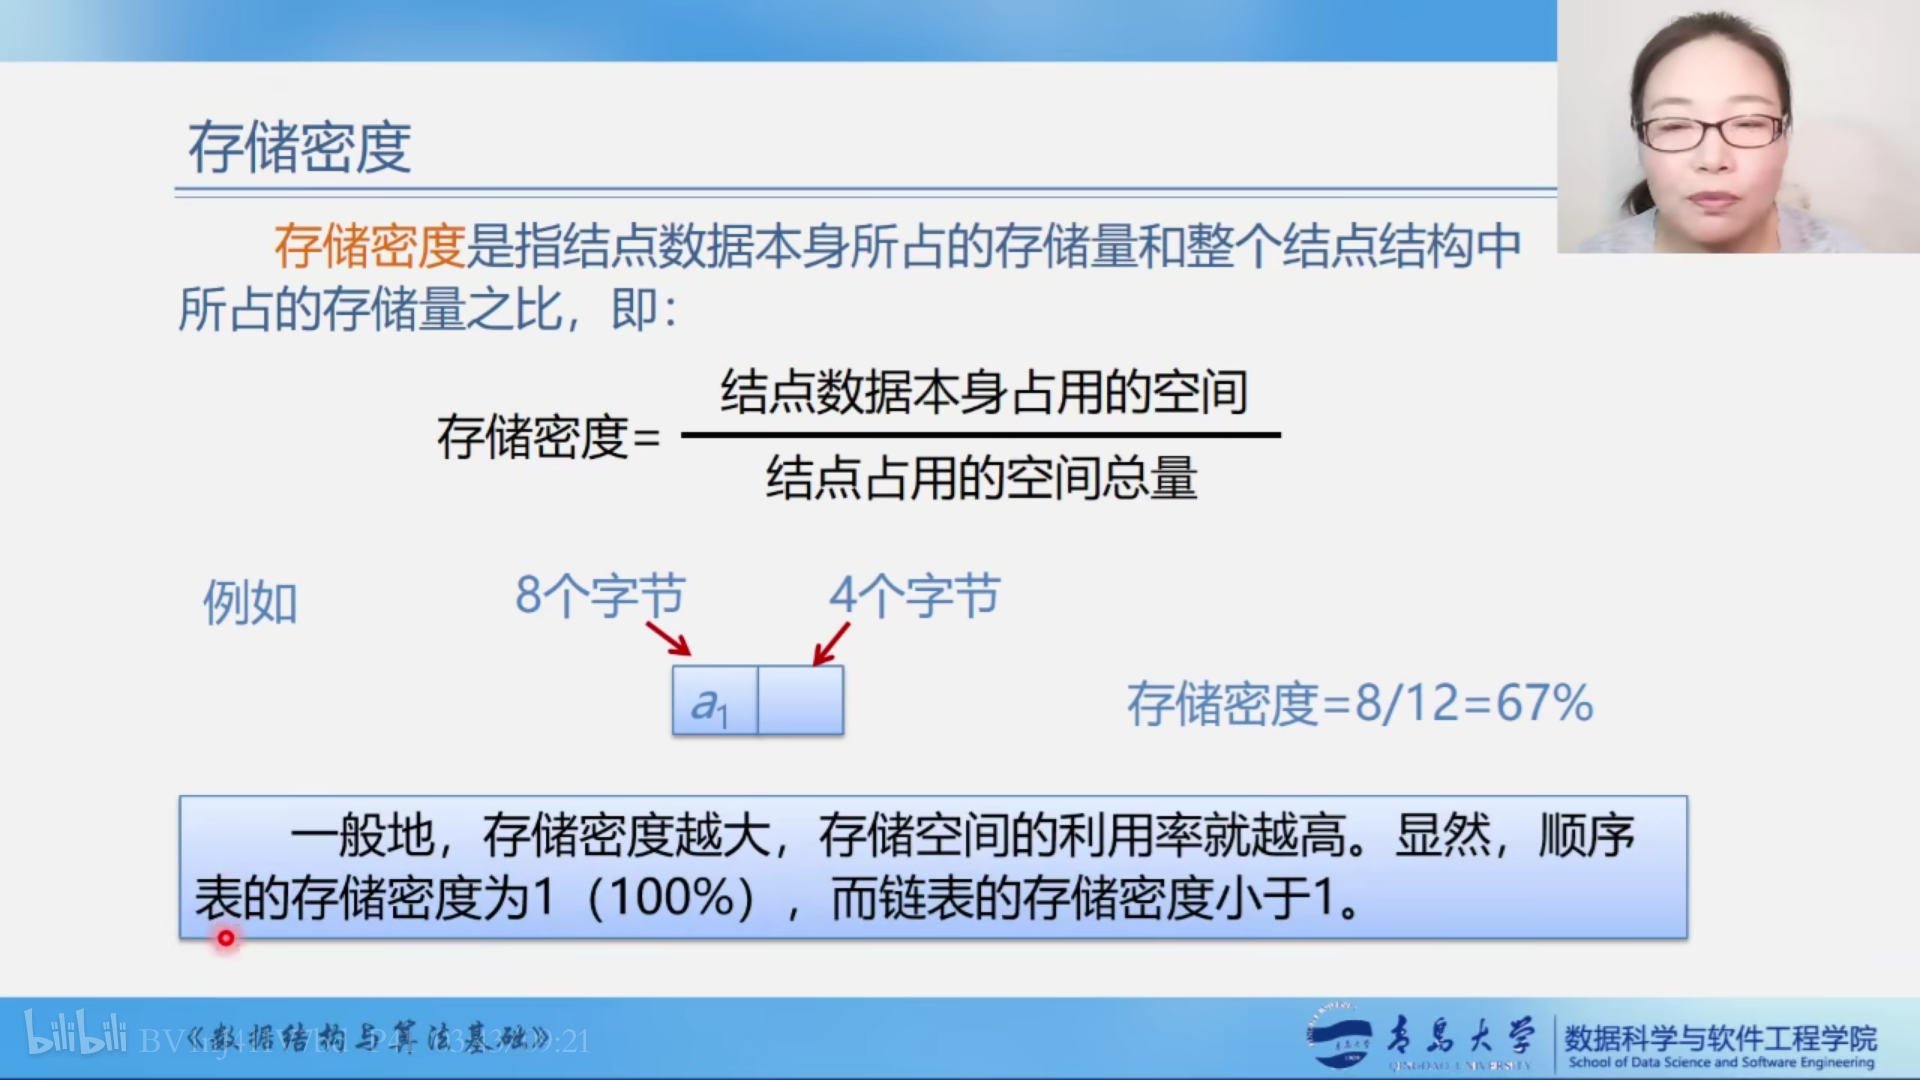 存储密度
存储密度是指结点数据本身所占的存储量和整个结点结构中
所占的存储量之比，即：
结点数据本身占用的空间
存储密度=
结点占用的空间总量
例如
8个字节
4个字节
a1
存储密度=8/12=67%
一般地，存储密度越大，存储空间的利用率就越高。显然，顺序
表的存储密度为1（100%），而链表的存储密度小于1。
bilibili
《数据结构与算法基础》
青岛大学
QINGDAO UNIVERSITY
数据科学与软件工程学院
School of Data Science and Software Engineering